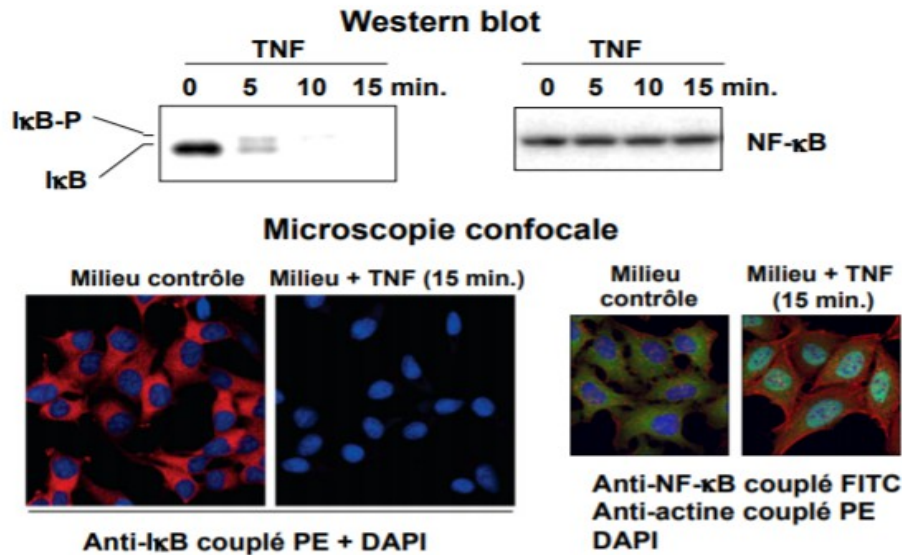 Western blot
TNF
0 5 10 15 min.
IκB-P
IκB
TNF
0 5 10 15 min.
NF-κB
Microscopie confocale
Milieu contrôle
Milieu + TNF (15 min.)
Anti-IκB couplé PE + DAPI
Milieu
contrôle
Milieu + TNF
(15 min.)
Anti-NF-κB couplé FITC
Anti-actine couplé PE
DAPI